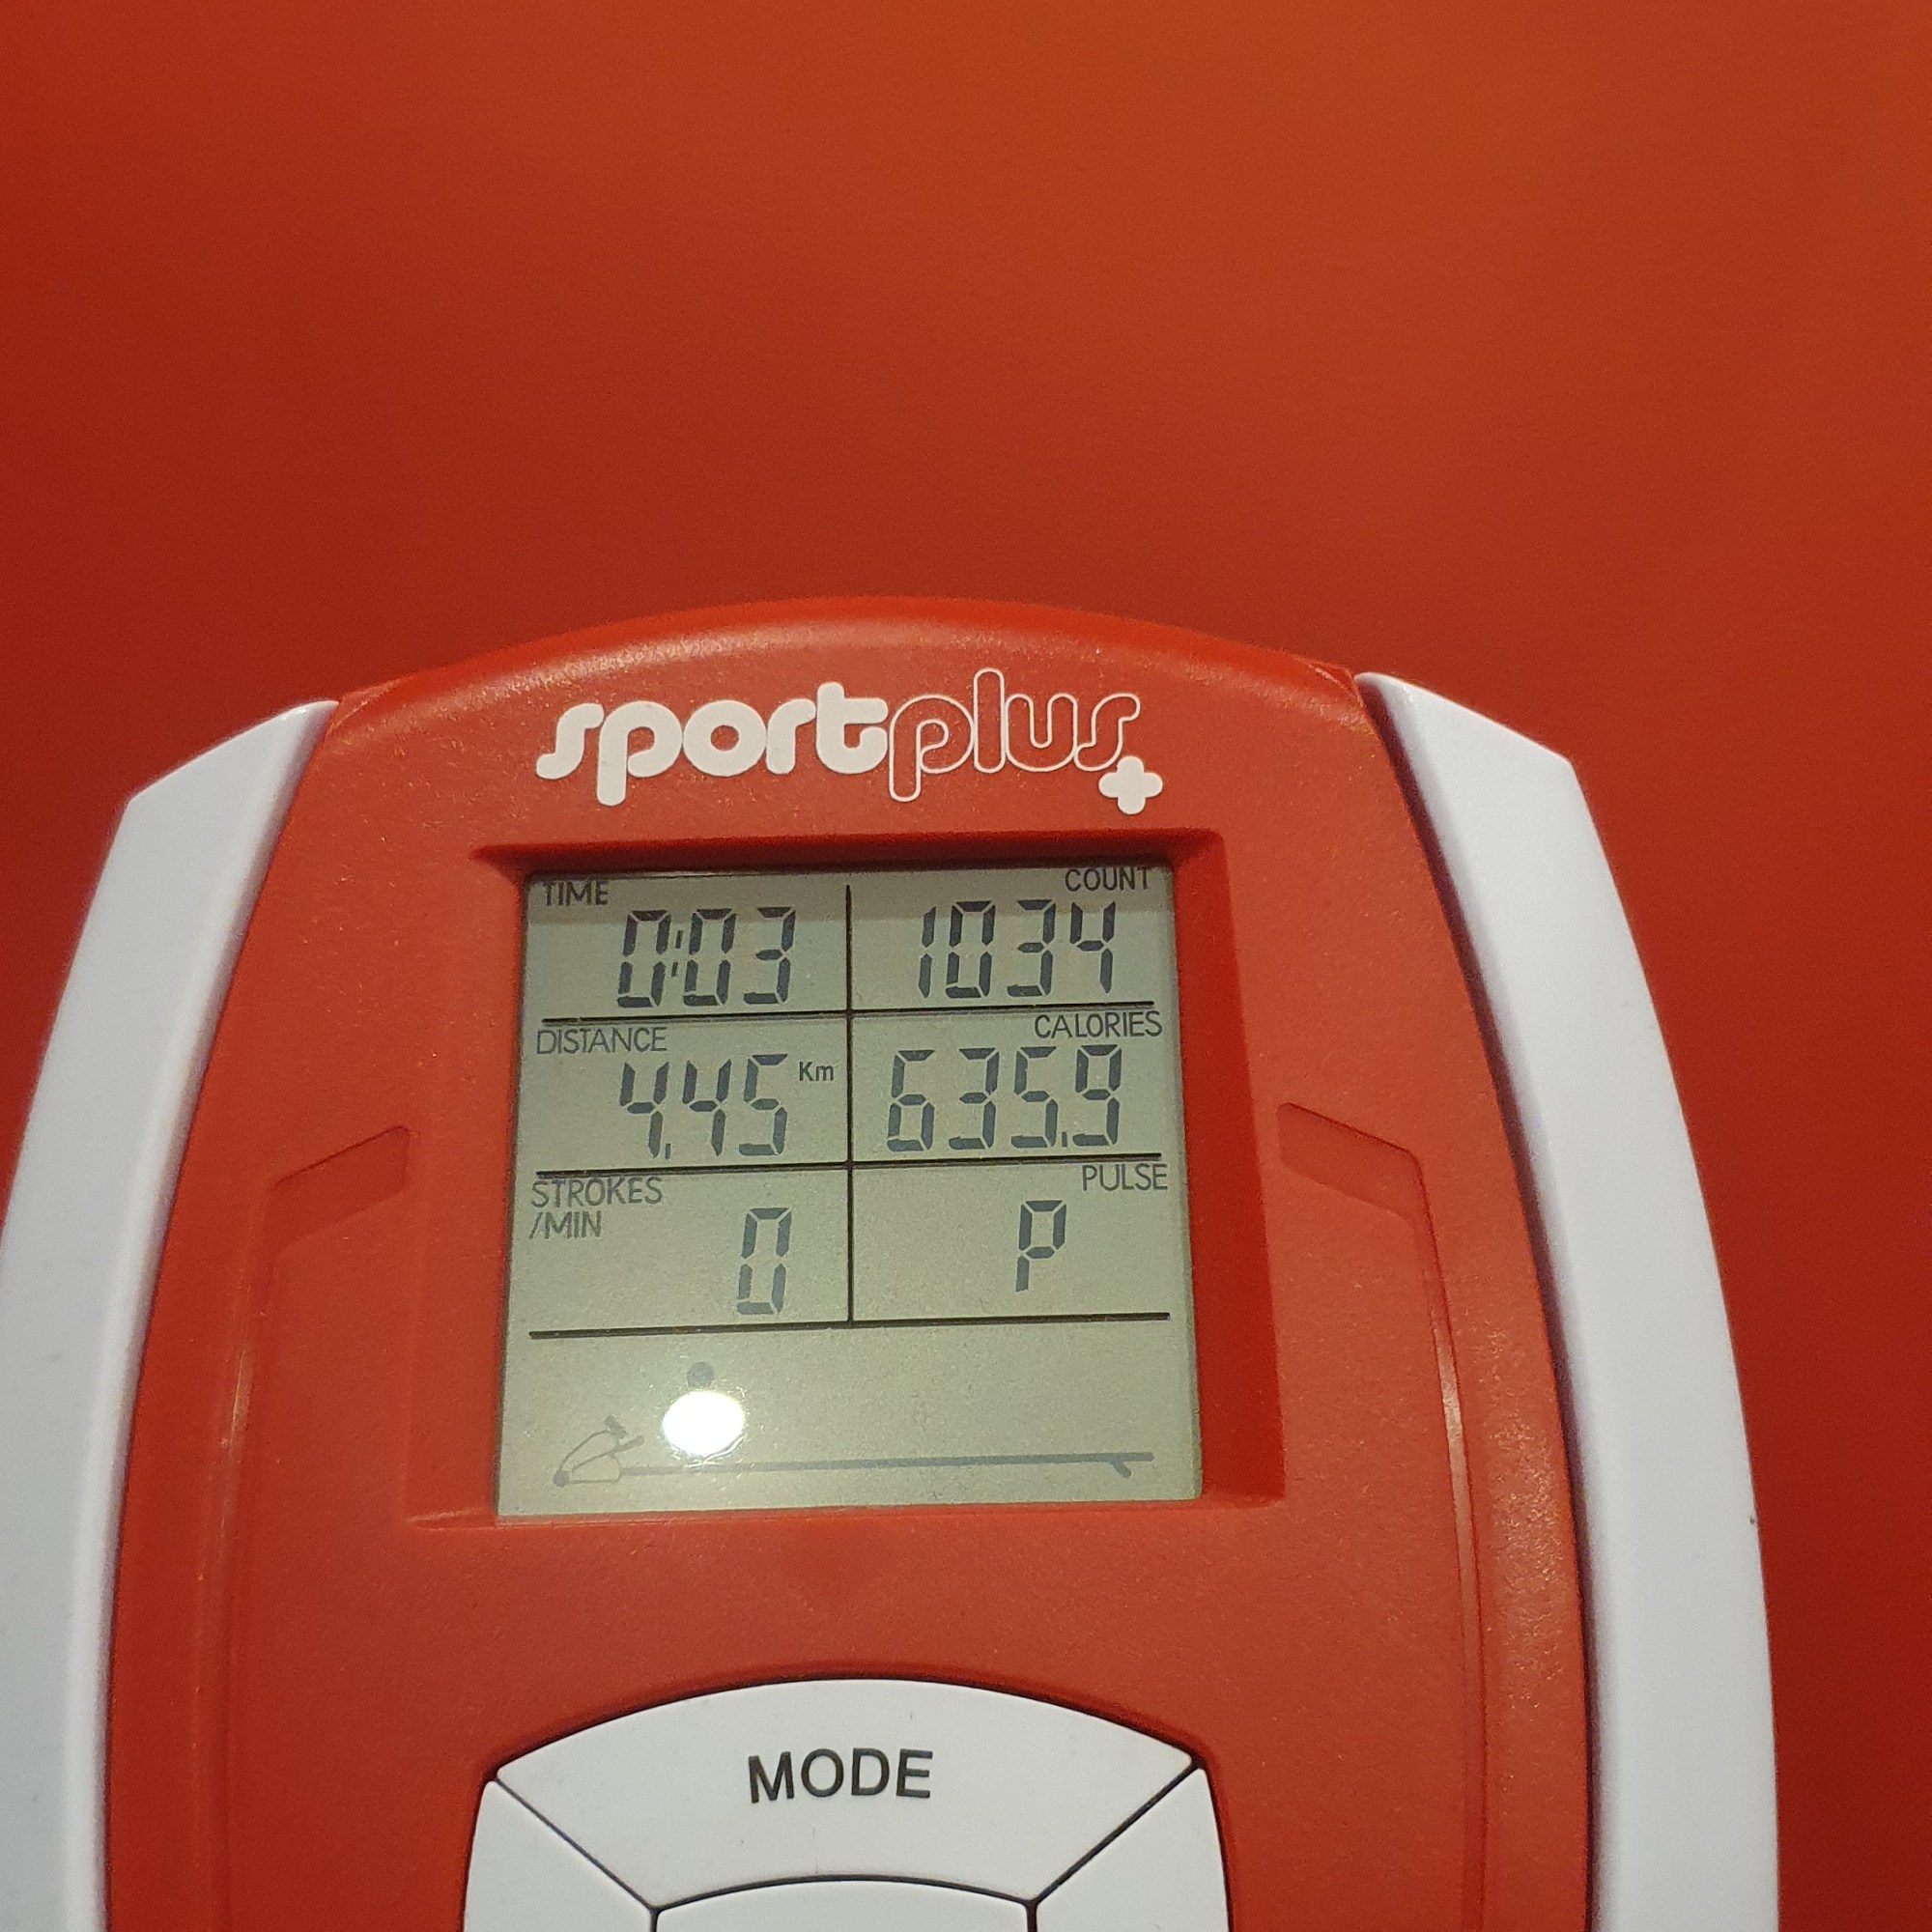 sportplus
TIME
0:03
COUNT
1034
DISTANCE
4.45 Km
CALORIES
635.9
STROKES
/MIN
0
PULSE
P
MODE